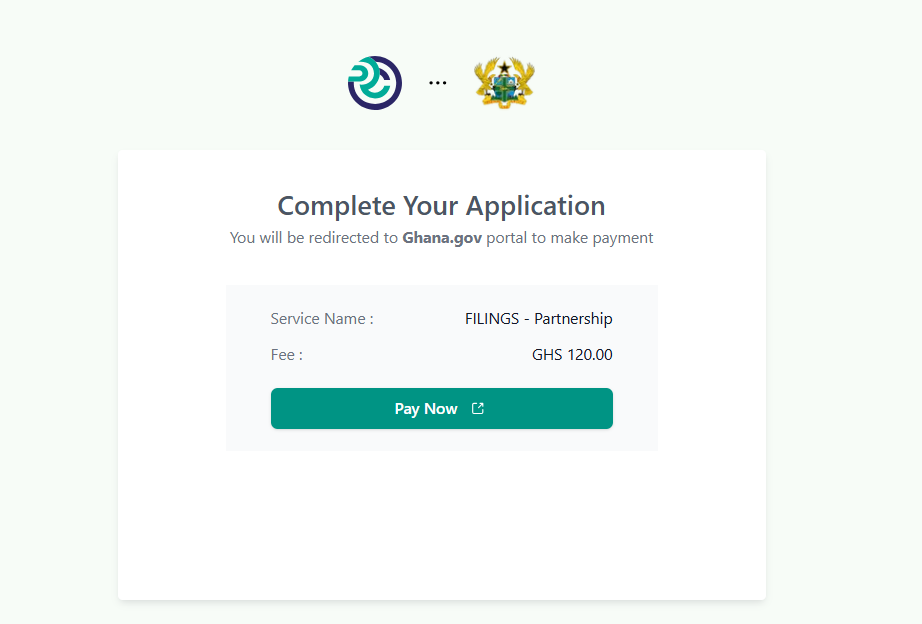 Complete Your Application
You will be redirected to Ghana.gov portal to make payment
Service Name : FILINGS - Partnership
Fee : GHS 120.00
Pay Now